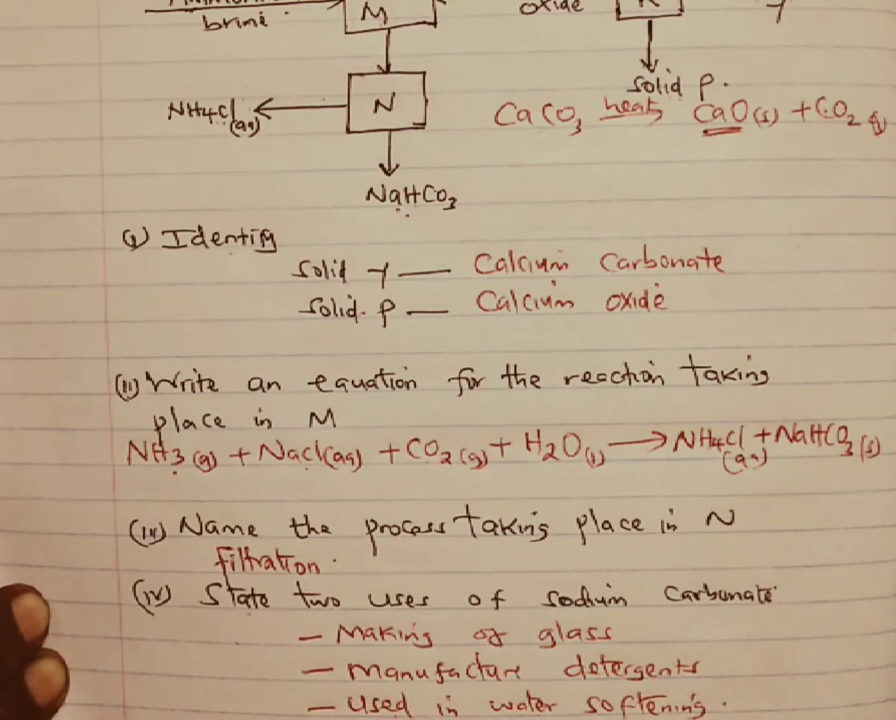 brine
M
oxide
Y
NH4Cl(aq)
N
Solid P.
CaCO3 heat CaO(s) + CO2 g
NaHCO3
(i) Identify
Solid Y — Calcium Carbonate
Solid P — Calcium oxide
(ii) Write an equation for the reaction taking
place in M
NH3(g) + NaCl(aq) + CO2(g) + H2O(l) → NH4Cl(aq) + NaHCO3(s)
(iii) Name the process taking place in N
filtration.
(iv) State two uses of Sodium Carbonate
— Making of glass
— Manufacture detergents
— Used in water softening.